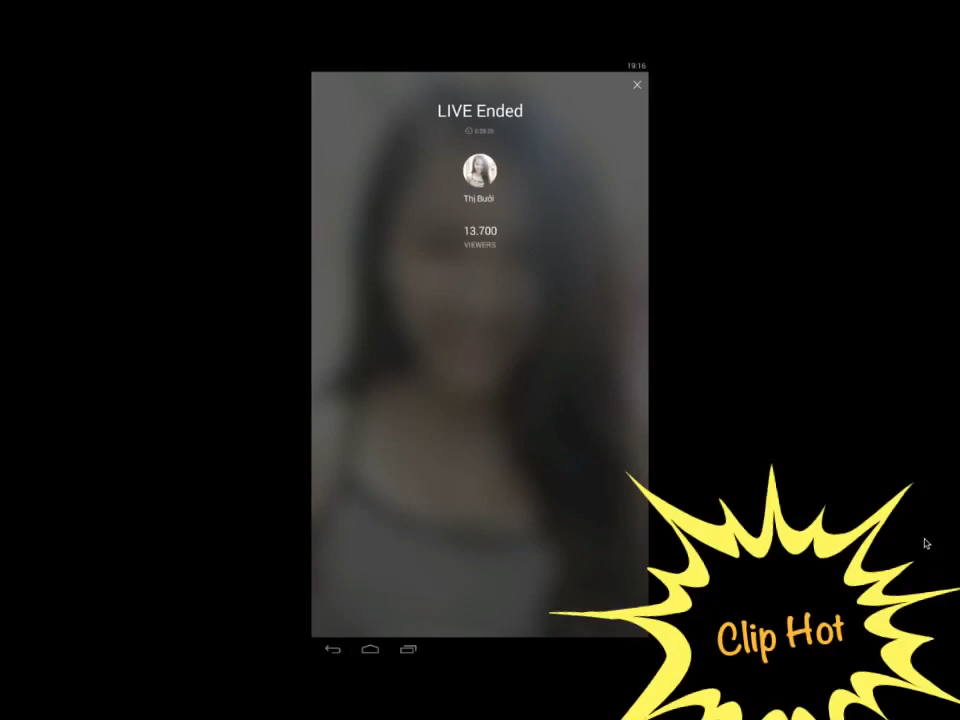 19:16
LIVE Ended
Thị Bưởi
13.700
VIEWERS
Clip Hot